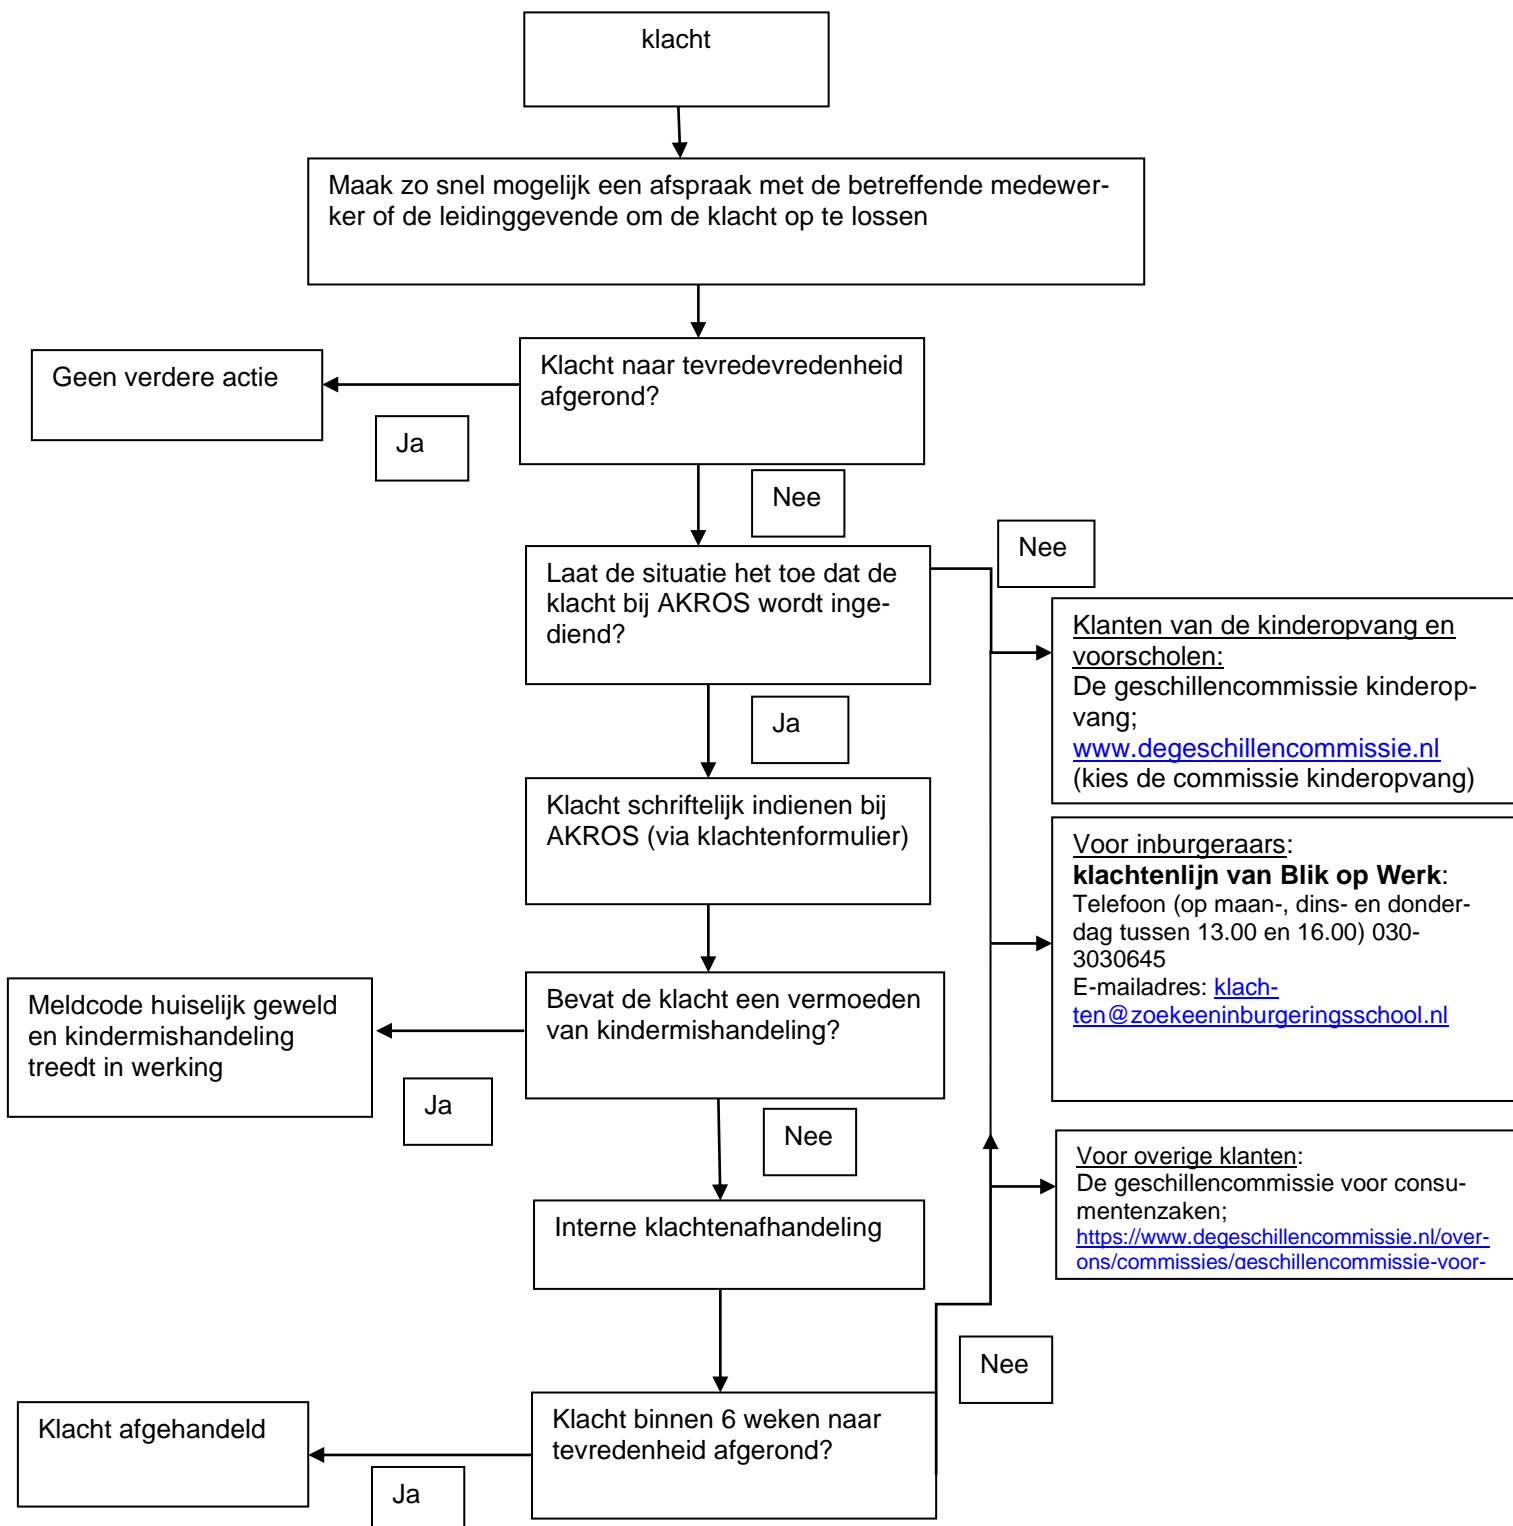 klacht
Maak zo snel mogelijk een afspraak met de betreffende medewer-
ker of de leidinggevende om de klacht op te lossen
Klacht naar tevredevredenheid
afgerond?
Geen verdere actie
Ja
Nee
Laat de situatie het toe dat de
klacht bij AKROS wordt inge-
diend?
Nee
Ja
Klanten van de kinderopvang en
voorscholen:
De geschillencommissie kinderop-
vang;
www.degeschillencommissie.nl
(kies de commissie kinderopvang)
Klacht schriftelijk indienen bij
AKROS (via klachtenformulier)
Voor inburgeraars:
klachtenlijn van Blik op Werk:
Telefoon (op maan-, dins- en donder-
dag tussen 13.00 en 16.00) 030-
3030645
E-mailadres: klach-
ten@zoekeeninburgeringsschool.nl
Bevat de klacht een vermoeden
van kindermishandeling?
Meldcode huiselijk geweld
en kindermishandeling
treedt in werking
Ja
Nee
Voor overige klanten:
De geschillencommissie voor consu-
mentenzaken;
https://www.degeschillencommissie.nl/over-
ons/commissies/geschillencommissie-voor-
Interne klachtenafhandeling
Nee
Klacht binnen 6 weken naar
tevredenheid afgerond?
Klacht afgehandeld
Ja